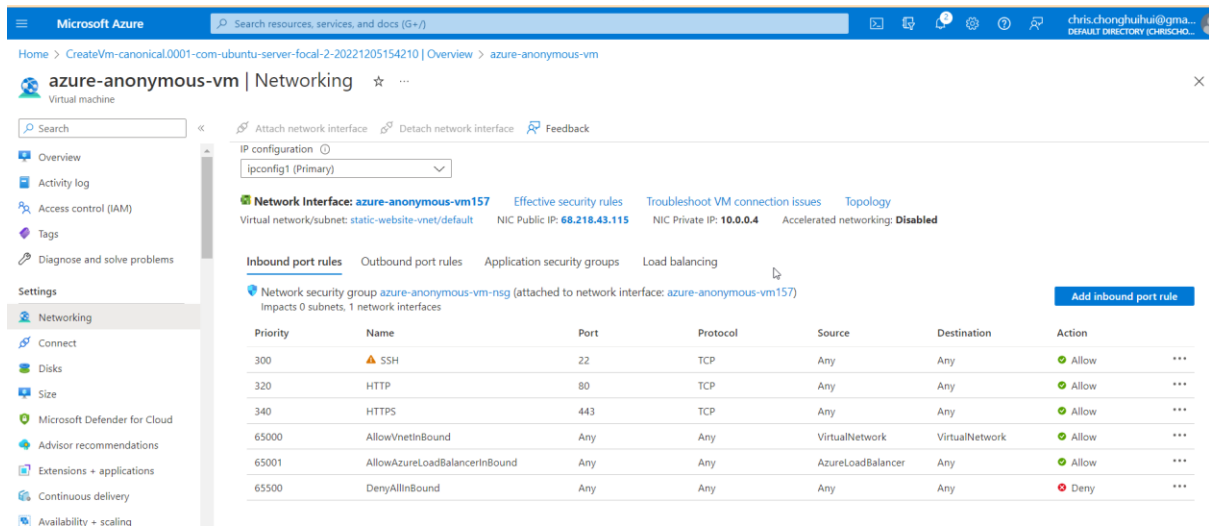 Microsoft Azure
Search resources, services, and docs (G+/)
2
chris.chonghuihui@gma...
DEFAULT DIRECTORY (CHRISCHO...
Home > CreateVm-canonical.0001-com-ubuntu-server-focal-2-20221205154210 | Overview > azure-anonymous-vm
azure-anonymous-vm | Networking
Virtual machine
Search
Attach network interface Detach network interface Feedback
Overview
Activity log
Access control (IAM)
Tags
Diagnose and solve problems
Settings
Networking
Connect
Disks
Size
Microsoft Defender for Cloud
Advisor recommendations
Extensions + applications
Continuous delivery
Availability + scaling
IP configuration
ipconfig1 (Primary)
Network Interface: azure-anonymous-vm157 Effective security rules Troubleshoot VM connection issues Topology
Virtual network/subnet: static-website-vnet/default NIC Public IP: 68.218.43.115 NIC Private IP: 10.0.0.4 Accelerated networking: Disabled
Inbound port rules Outbound port rules Application security groups Load balancing
Network security group azure-anonymous-vm-nsg (attached to network interface: azure-anonymous-vm157)
Impacts 0 subnets, 1 network interfaces
Add inbound port rule
Priority Name Port Protocol Source Destination Action
300 SSH 22 TCP Any Any Allow
320 HTTP 80 TCP Any Any Allow
340 HTTPS 443 TCP Any Any Allow
65000 AllowVnetInBound Any Any VirtualNetwork VirtualNetwork Allow
65001 AllowAzureLoadBalancerInBound Any Any AzureLoadBalancer Any Allow
65500 DenyAllInBound Any Any Any Any Deny